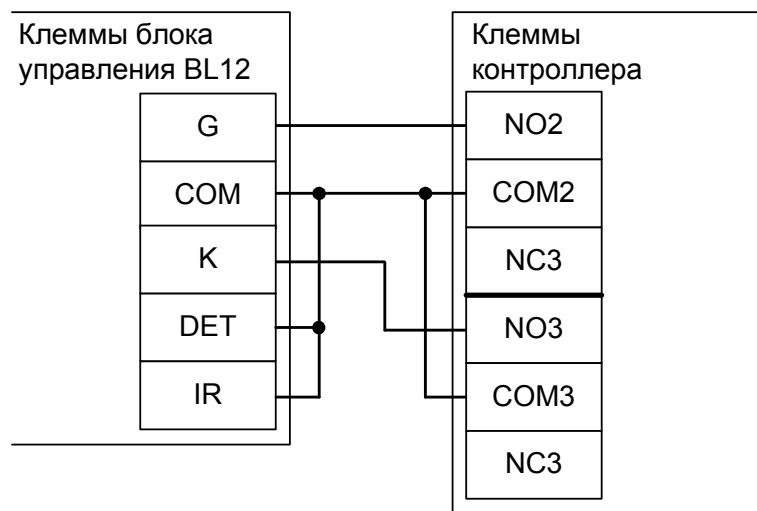 Клеммы блока
управления BL12
G
COM
K
DET
IR
Клеммы
контроллера
NO2
COM2
NC3
NO3
COM3
NC3